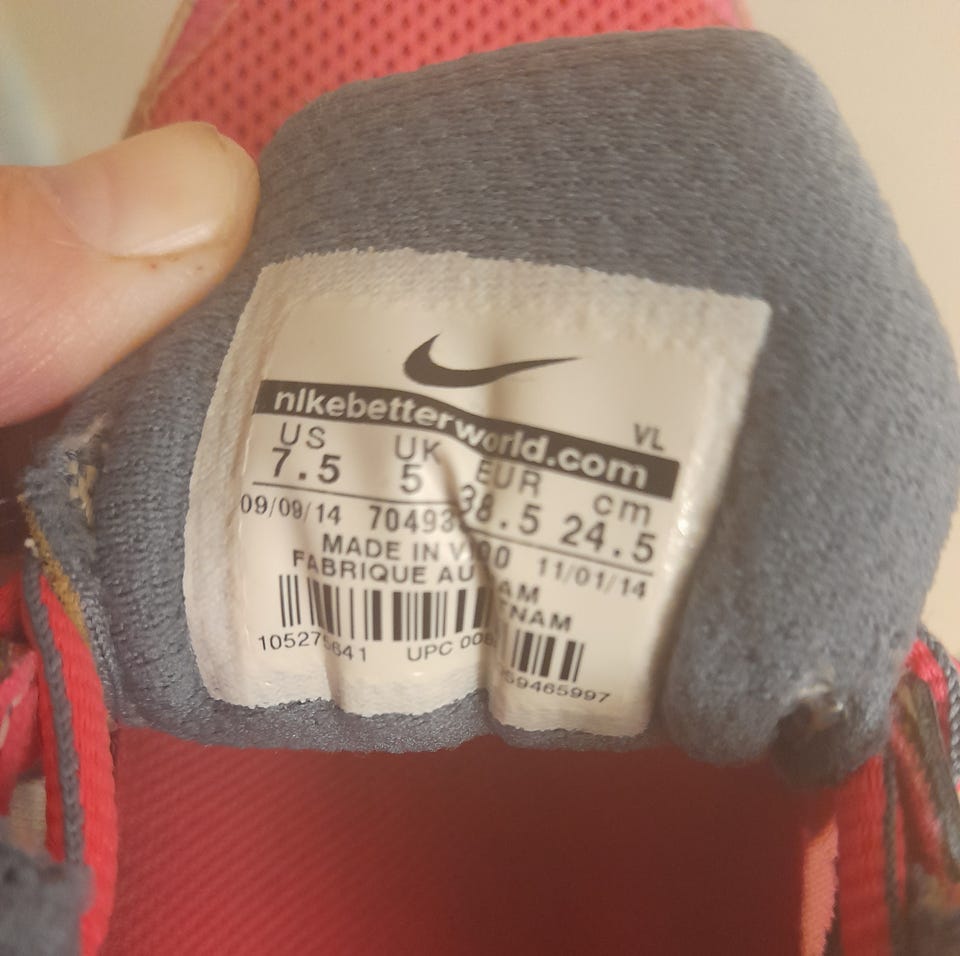 nikebetterworld.com
VL
US UK EUR cm
7.5 5 38.5 24.5
09/09/14 11/01/14
MADE IN
FABRIQUE AU
UPC